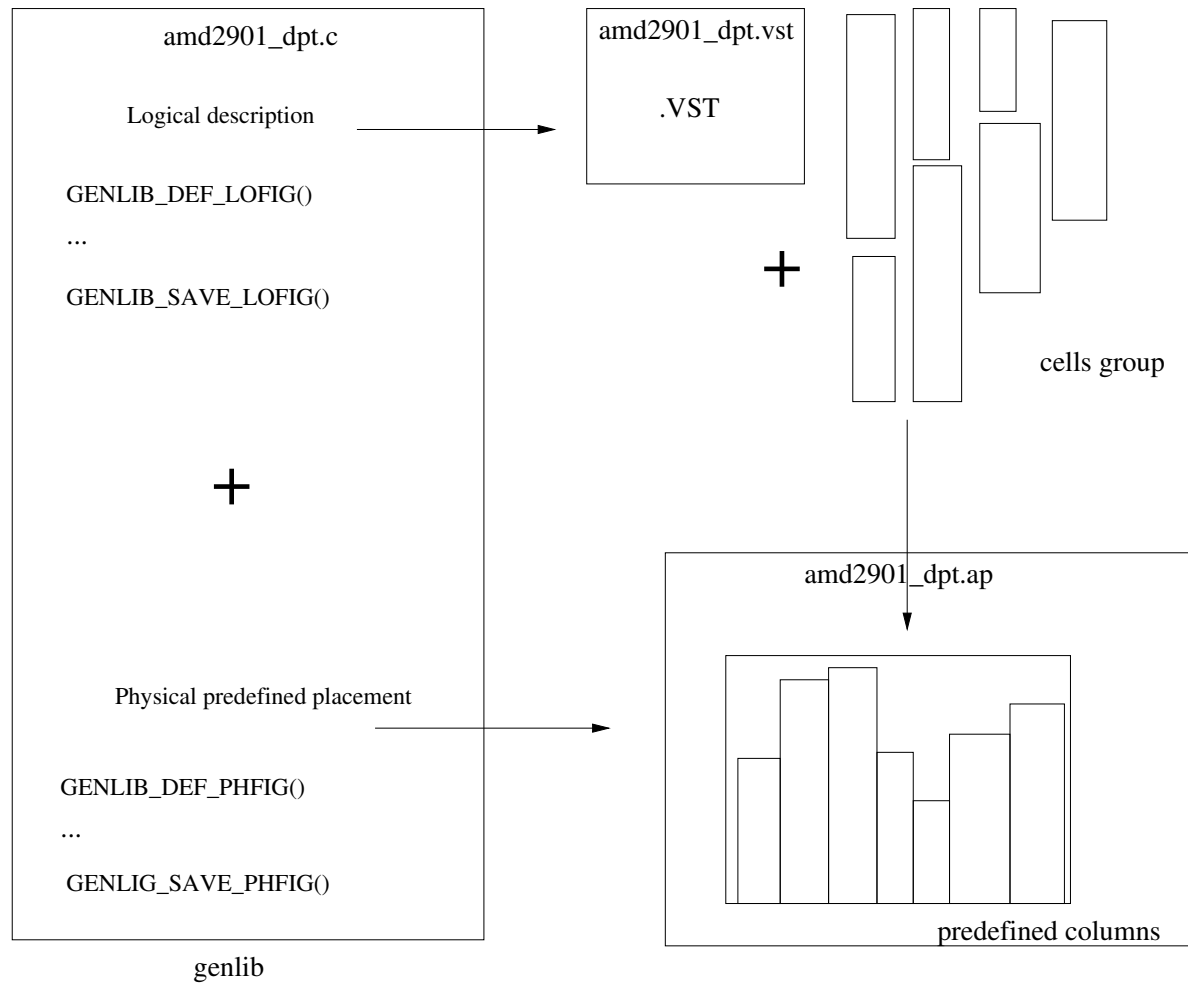 amd2901_dpt.c
Logical description
GENLIB_DEF_LOFIG()
...
GENLIB_SAVE_LOFIG()
+
Physical predefined placement
GENLIB_DEF_PHFIG()
...
GENLIG_SAVE_PHFIG()
genlib
amd2901_dpt.vst
.VST
+
cells group
amd2901_dpt.ap
predefined columns